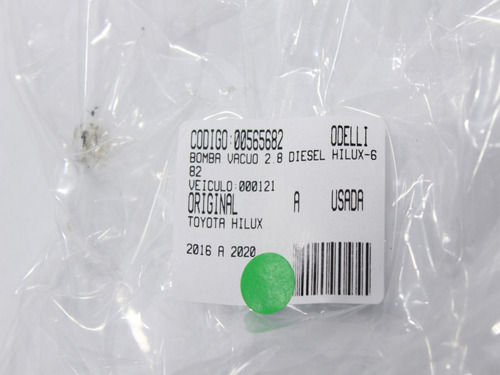 CODIGO:00565682 ODELLI
BOMBA VACUO 2.8 DIESEL HILUX-6
82
VEICULO:000121
ORIGINAL A USADA
TOYOTA HILUX
2016 A 2020